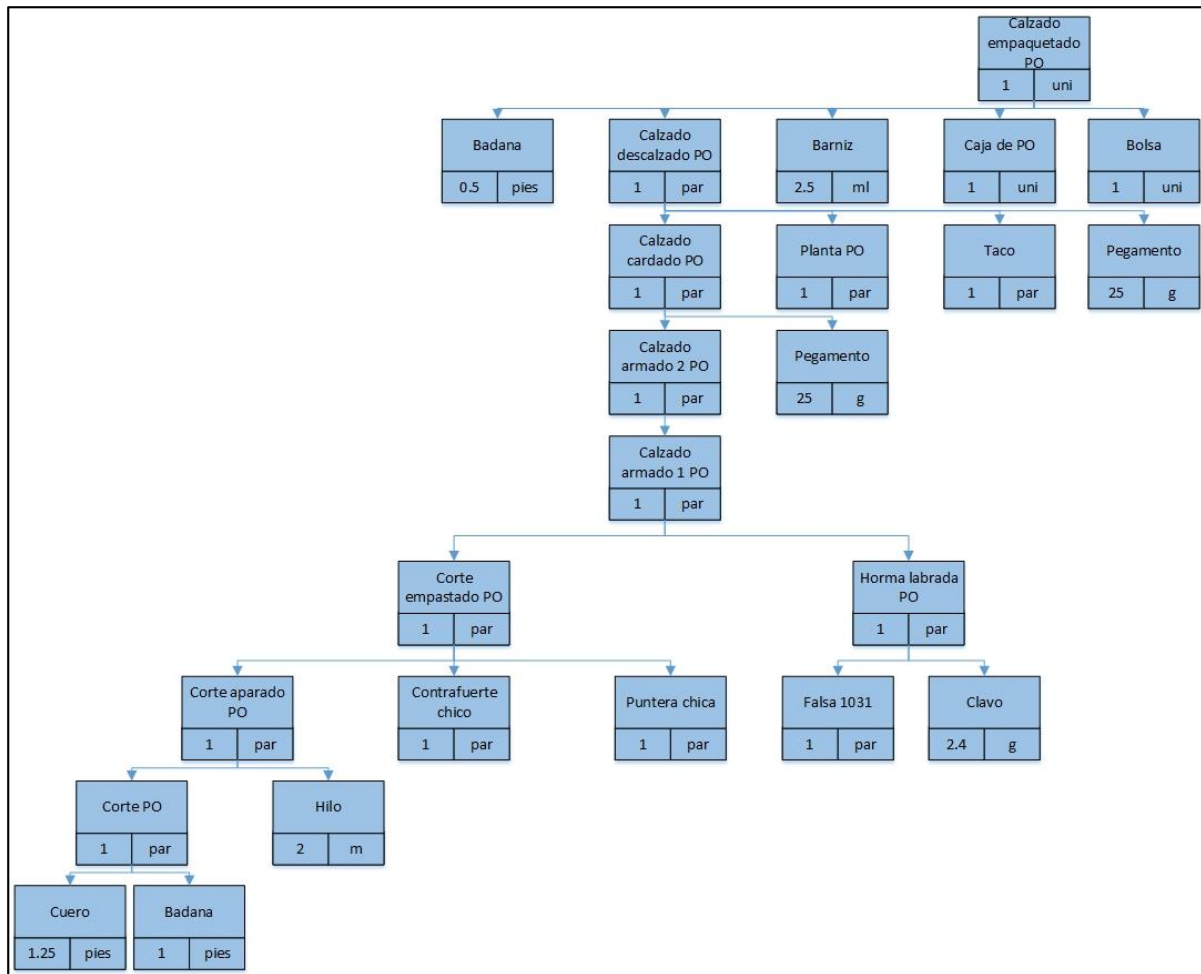 Calzado
empaquetado
PO
1 uni
Badana
0.5 pies
Calzado
descalzado PO
1 par
Barniz
2.5 ml
Caja de PO
1 uni
Bolsa
1 uni
Calzado
cardado PO
1 par
Planta PO
1 par
Taco
1 par
Pegamento
25 g
Calzado
armado 2 PO
1 par
Pegamento
25 g
Calzado
armado 1 PO
1 par
Corte
empastado PO
1 par
Horma labrada
PO
1 par
Corte aparado
PO
1 par
Contrafuerte
chico
1 par
Puntera chica
1 par
Falsa 1031
1 par
Clavo
2.4 g
Corte PO
1 par
Hilo
2 m
Cuero
1.25 pies
Badana
1 pies